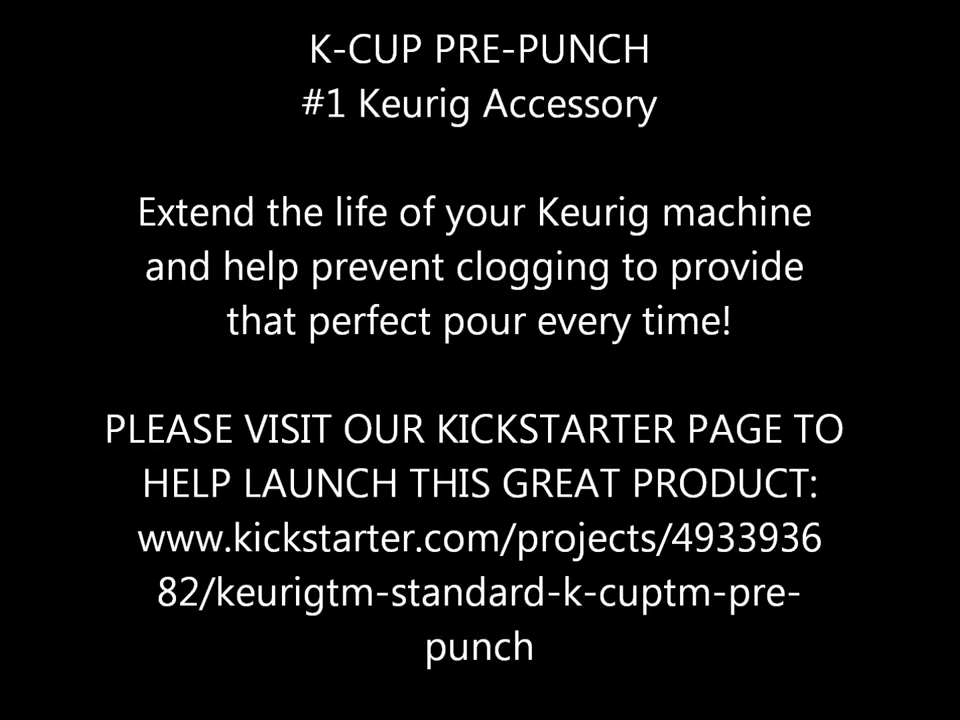 K-CUP PRE-PUNCH
#1 Keurig Accessory
Extend the life of your Keurig machine
and help prevent clogging to provide
that perfect pour every time!
PLEASE VISIT OUR KICKSTARTER PAGE TO
HELP LAUNCH THIS GREAT PRODUCT:
www.kickstarter.com/projects/4933936
82/keurigtm-standard-k-cuptm-pre-
punch